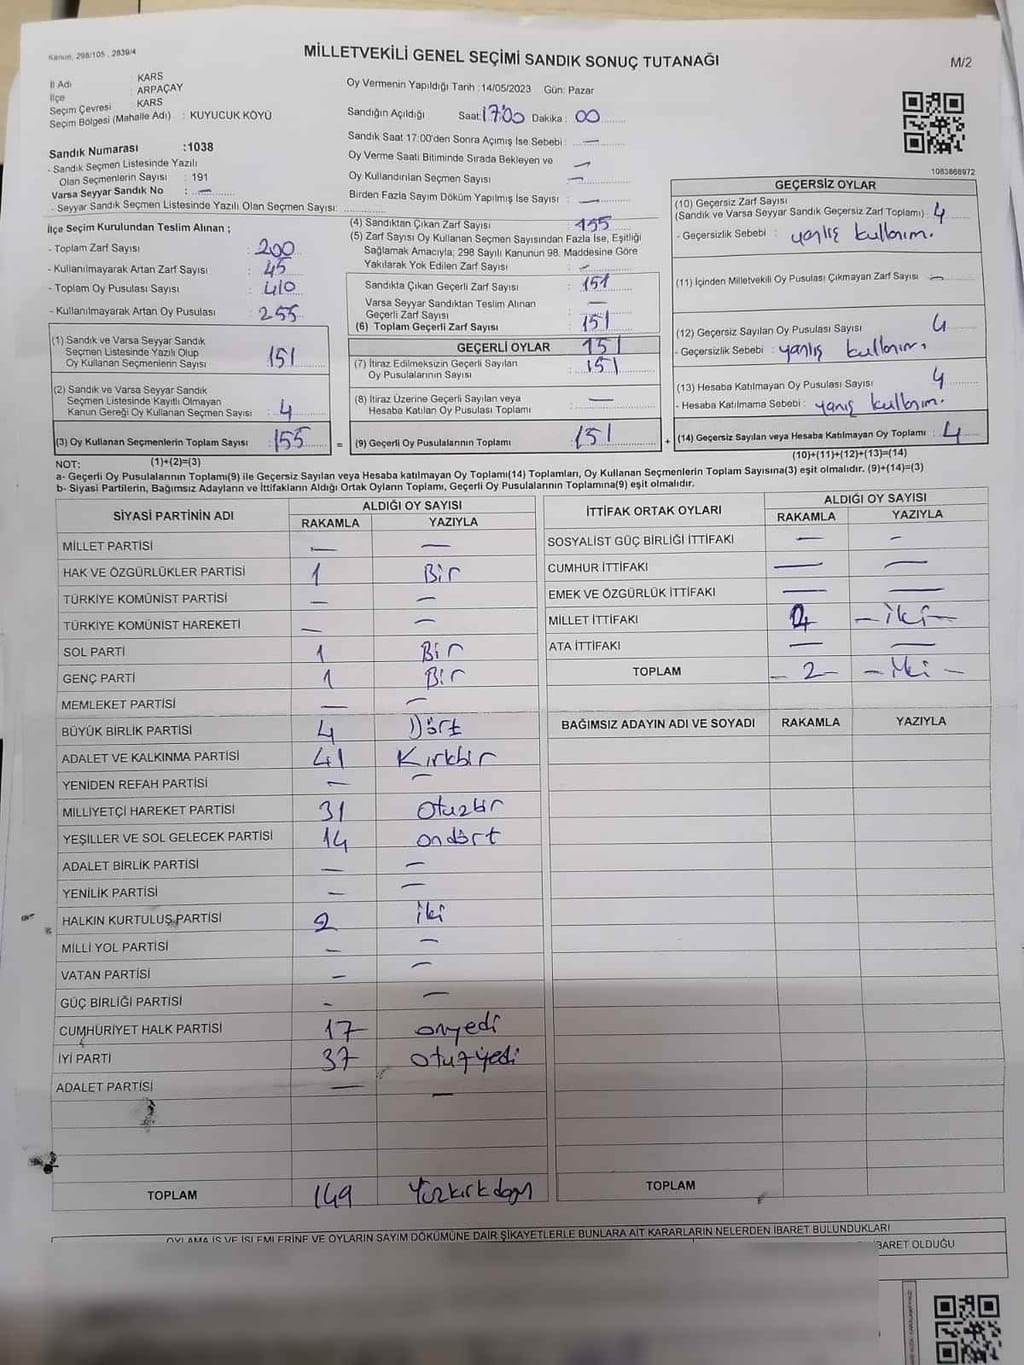 Kanun: 298/105 , 2839/4
MİLLETVEKİLİ GENEL SEÇİMİ SANDIK SONUÇ TUTANAĞI
M/2
İl Adı : KARS
İlçe : ARPAÇAY
Seçim Çevresi : KARS
Seçim Bölgesi (Mahalle Adı) : KUYUCUK KÖYÜ
Sandık Numarası :1038
- Sandık Seçmen Listesinde Yazılı
Olan Seçmenlerin Sayısı : 191
Varsa Seyyar Sandık No : —
- Seyyar Sandık Seçmen Listesinde Yazılı Olan Seçmen Sayısı:
Oy Vermenin Yapıldığı Tarih :14/05/2023 Gün: Pazar
Sandığın Açıldığı Saat: 17:00 Dakika : 00
Sandık Saat 17:00'den Sonra Açımış İse Sebebi : —
Oy Verme Saati Bitiminde Sırada Bekleyen ve —
Oy Kullandırılan Seçmen Sayısı —
Birden Fazla Sayım Döküm Yapılmış İse Sayısı : —
1083868972
İlçe Seçim Kurulundan Teslim Alınan ;
- Toplam Zarf Sayısı : 200
- Kullanılmayarak Artan Zarf Sayısı : 45
- Toplam Oy Pusulası Sayısı : 410
- Kullanılmayarak Artan Oy Pusulası : 255
(1) Sandık ve Varsa Seyyar Sandık
Seçmen Listesinde Yazılı Olup
Oy Kullanan Seçmenlerin Sayısı : 151
(2) Sandık ve Varsa Seyyar Sandık
Seçmen Listesinde Kayıtlı Olmayan
Kanun Gereği Oy Kullanan Seçmen Sayısı : 4
(3) Oy Kullanan Seçmenlerin Toplam Sayısı : 155
(4) Sandıktan Çıkan Zarf Sayısı : 155
(5) Zarf Sayısı Oy Kullanan Seçmen Sayısından Fazla İse, Eşitliği
Sağlamak Amacıyla, 298 Sayılı Kanunun 98. Maddesine Göre
Yakılarak Yok Edilen Zarf Sayısı : —
Sandıkta Çıkan Geçerli Zarf Sayısı : 151
Varsa Seyyar Sandıktan Teslim Alınan
Geçerli Zarf Sayısı : —
(6) Toplam Geçerli Zarf Sayısı : 151
GEÇERLİ OYLAR 151
(7) İtiraz Edilmeksizin Geçerli Sayılan
Oy Pusulalarının Sayısı : 151
(8) İtiraz Üzerine Geçerli Sayılan veya
Hesaba Katılan Oy Pusulası Toplamı : —
= (9) Geçerli Oy Pusulalarının Toplamı : 151
GEÇERSİZ OYLAR
(10) Geçersiz Zarf Sayısı
(Sandık ve Varsa Seyyar Sandık Geçersiz Zarf Toplamı) : 4
- Geçersizlik Sebebi : yanlış kullanım.
(11) İçinden Milletvekili Oy Pusulası Çıkmayan Zarf Sayısı —
(12) Geçersiz Sayılan Oy Pusulası Sayısı : 4
- Geçersizlik Sebebi : yanlış kullanım.
(13) Hesaba Katılmayan Oy Pusulası Sayısı : 4
- Hesaba Katılmama Sebebi : yanış kullanım.
+ (14) Geçersiz Sayılan veya Hesaba Katılmayan Oy Toplamı : 4
NOT: (1)+(2)=(3)
(10)+(11)+(12)+(13)=(14)
a- Geçerli Oy Pusulalarının Toplamı(9) ile Geçersiz Sayılan veya Hesaba katılmayan Oy Toplamı(14) Toplamları, Oy Kullanan Seçmenlerin Toplam Sayısına(3) eşit olmalıdır. (9)+(14)=(3)
b- Siyasi Partilerin, Bağımsız Adayların ve İttifakların Aldığı Ortak Oyların Toplamı, Geçerli Oy Pusulalarının Toplamına(9) eşit olmalıdır.
SİYASİ PARTİNİN ADI ALDIĞI OY SAYISI
RAKAMLA YAZIYLA
MİLLET PARTİSİ — —
HAK VE ÖZGÜRLÜKLER PARTİSİ 1 Bir
TÜRKİYE KOMÜNİST PARTİSİ — —
TÜRKİYE KOMÜNİST HAREKETİ — —
SOL PARTİ 1 Bir
GENÇ PARTİ 1 Bir
MEMLEKET PARTİSİ — —
BÜYÜK BİRLİK PARTİSİ 4 Dört
ADALET VE KALKINMA PARTİSİ 41 Kırkbir
YENİDEN REFAH PARTİSİ — —
MİLLİYETÇİ HAREKET PARTİSİ 31 otuzbir
YEŞİLLER VE SOL GELECEK PARTİSİ 14 ondört
ADALET BİRLİK PARTİSİ — —
YENİLİK PARTİSİ — —
HALKIN KURTULUŞ PARTİSİ 2 iki
MİLLİ YOL PARTİSİ — —
VATAN PARTİSİ — —
GÜÇ BİRLİĞİ PARTİSİ — —
CUMHURİYET HALK PARTİSİ 17 onyedi
İYİ PARTİ 37 otuzyedi
ADALET PARTİSİ — —
TOPLAM 149
İTTİFAK ORTAK OYLARI ALDIĞI OY SAYISI
RAKAMLA YAZIYLA
SOSYALİST GÜÇ BİRLİĞİ İTTİFAKI — —
CUMHUR İTTİFAKI — —
EMEK VE ÖZGÜRLÜK İTTİFAKI — —
MİLLET İTTİFAKI 2 - iki -
ATA İTTİFAKI — —
TOPLAM - 2 - - iki -
BAĞIMSIZ ADAYIN ADI VE SOYADI RAKAMLA YAZIYLA
TOPLAM
OYLAMA İŞ VE İŞLEMLERİNE VE OYLARIN SAYIM DÖKÜMÜNE DAİR ŞİKAYETLERLE BUNLARA AİT KARARLARIN NELERDEN İBARET BULUNDUKLARI
İBARET OLDUĞU